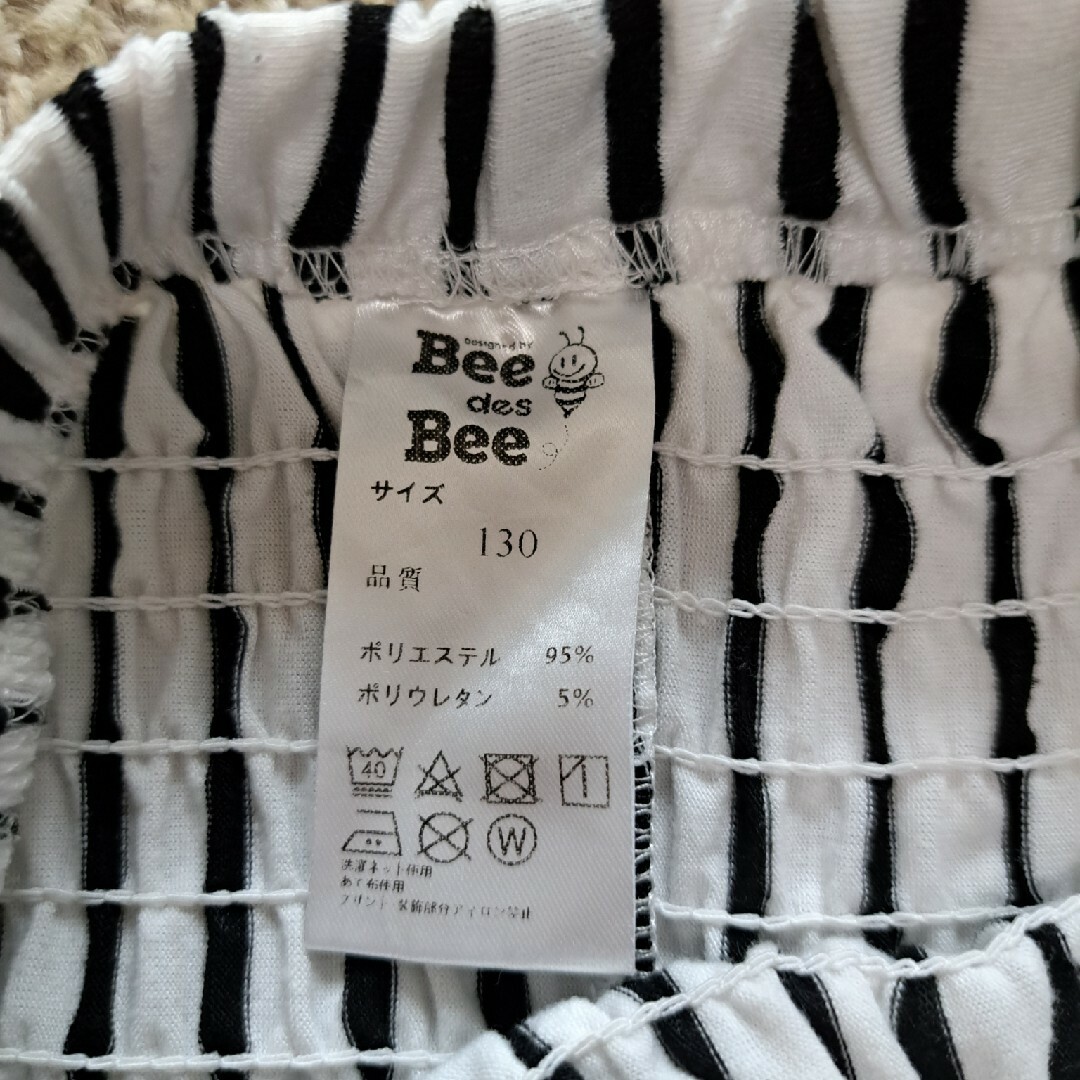 Designed by
Bee
des
Bee
サイズ
130
品質
ポリエステル 95%
ポリウレタン 5%
40
W
洗濯ネット使用
あて布使用
プリント・装飾部分アイロン禁止